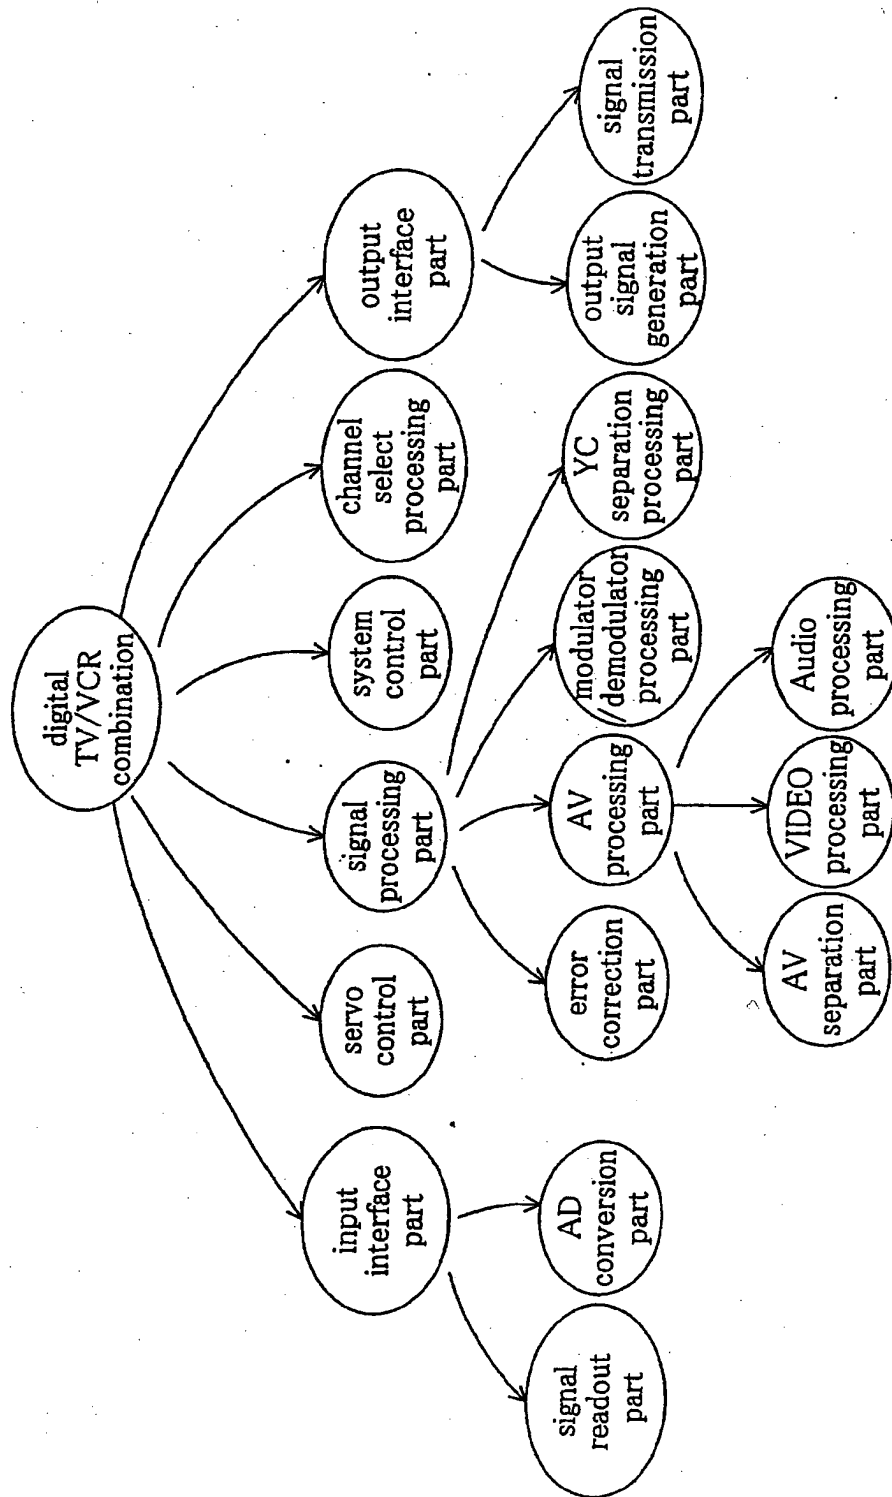 digital
TV/VCR
combination
input
interface
part
servo
control
part
signal
processing
part
system
control
part
channel
select
processing
part
output
interface
part
signal
readout
part
AD
conversion
part
error
correction
part
AV
processing
part
modulator
/demodulator
processing
part
YC
separation
processing
part
output
signal
generation
part
signal
transmission
part
AV
separation
part
VIDEO
processing
part
Audio
processing
part